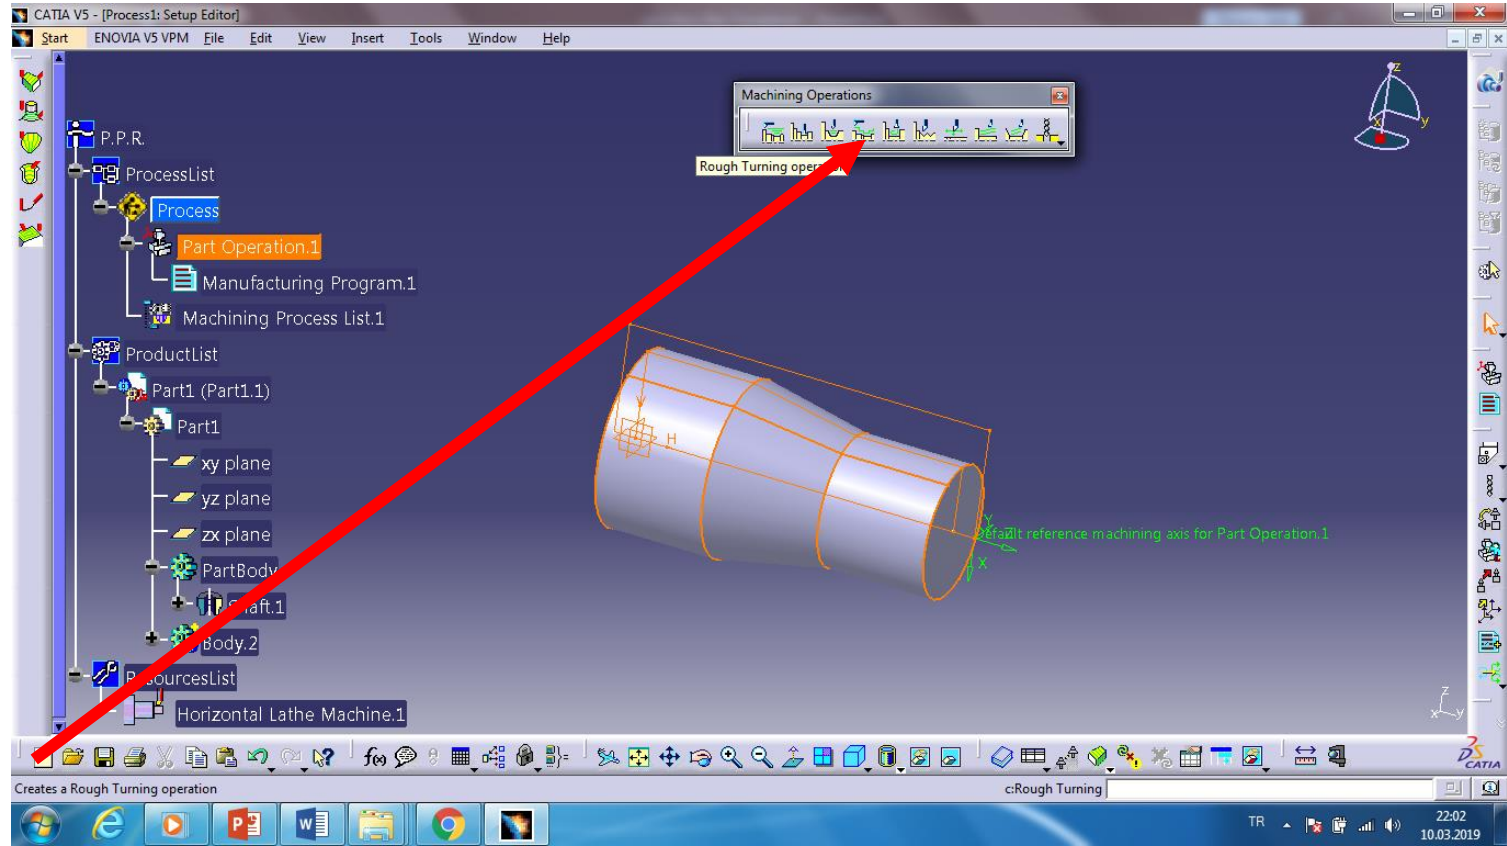 CATIA V5 - [Process1: Setup Editor]
Start ENOVIA V5 VPM File Edit View Insert Tools Window Help
Machining Operations
Rough Turning
P.P.R.
ProcessList
Process
Part Operation.1
Manufacturing Program.1
Machining Process List.1
ProductList
Part1 (Part1.1)
Part1
xy plane
yz plane
zx plane
PartBody
Body.2
Horizontal Lathe Machine.1
z
x
y
H
Y
reference machining axis for Part Operation.1
X
z
x y
f(x)
CATIA
Creates a Rough Turning operation
c:Rough Turning
TR
22:02
10.03.2019